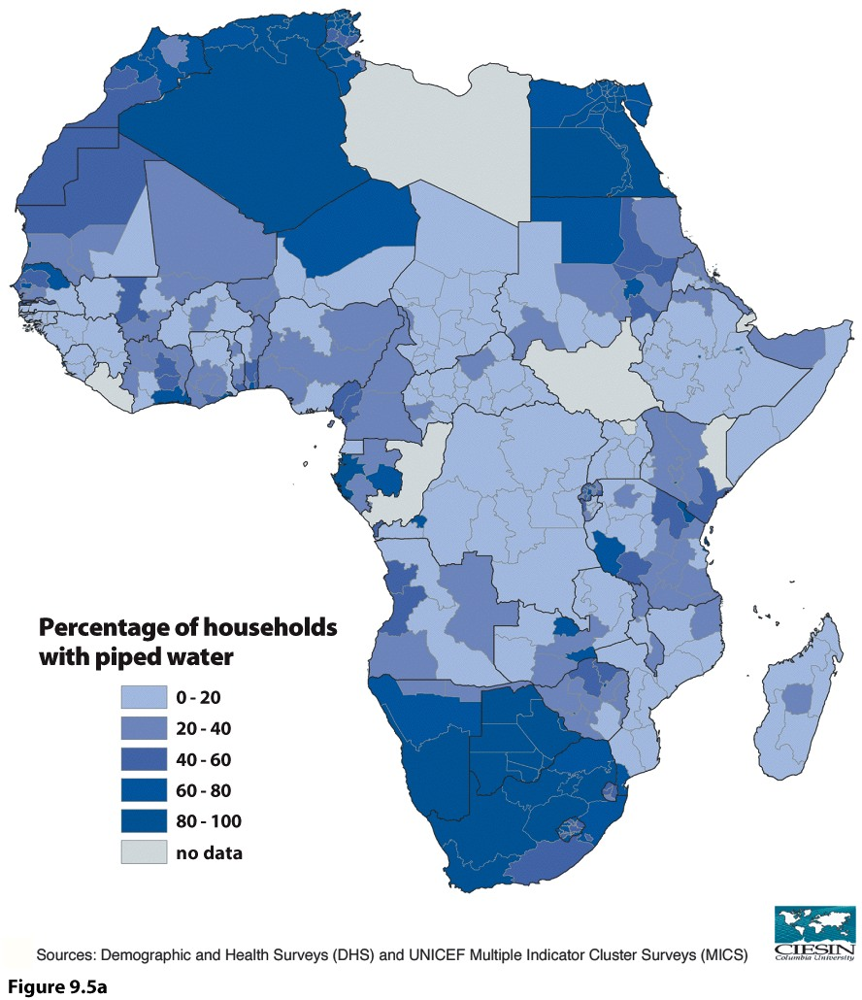 Percentage of households
with piped water
0 - 20
20 - 40
40 - 60
60 - 80
80 - 100
no data
CIESIN
Columbia University
Sources: Demographic and Health Surveys (DHS) and UNICEF Multiple Indicator Cluster Surveys (MICS)
Figure 9.5a